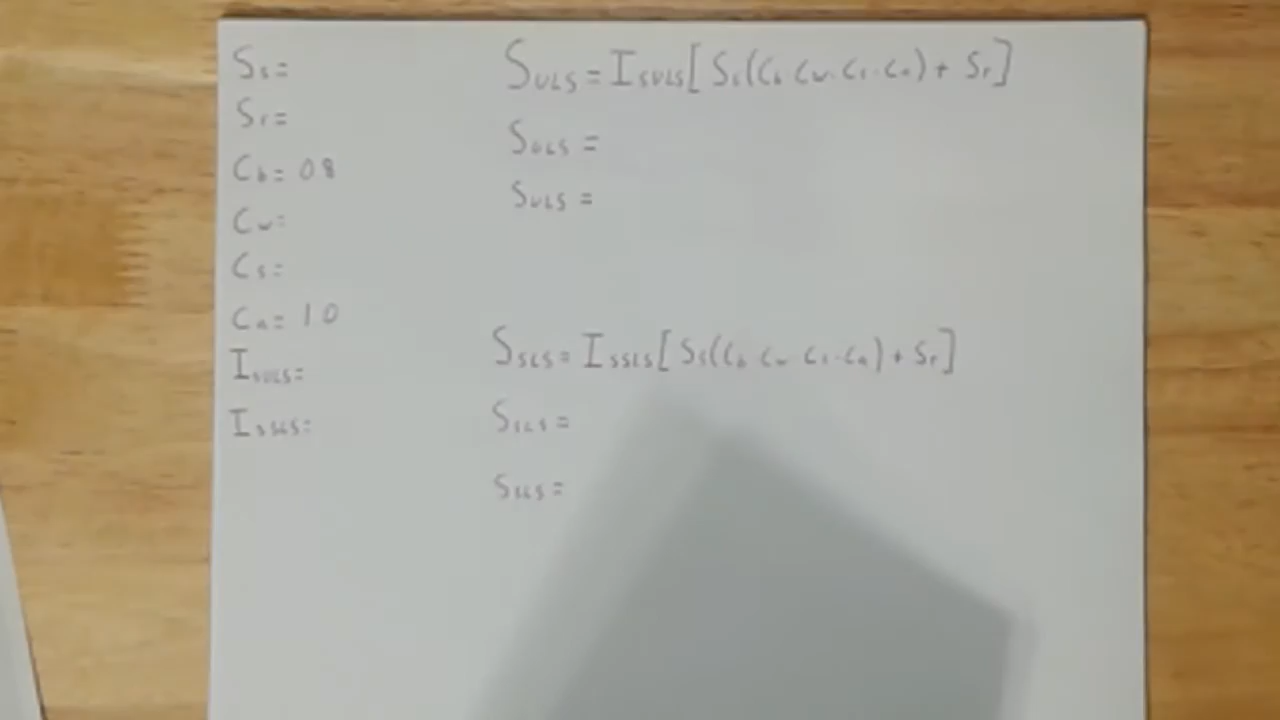 Ss=
Sr=
Cb= 0.8
Cw=
Cs=
Ca= 1.0
IsULS=
IsSLS=
SULS = IsULS[Ss(Cb·Cw·Cs·Ca) + Sr]
SULS =
SULS =
SSLS = IsSLS[Ss(Cb·Cw·Cs·Ca) + Sr]
SSLS =
SSLS =